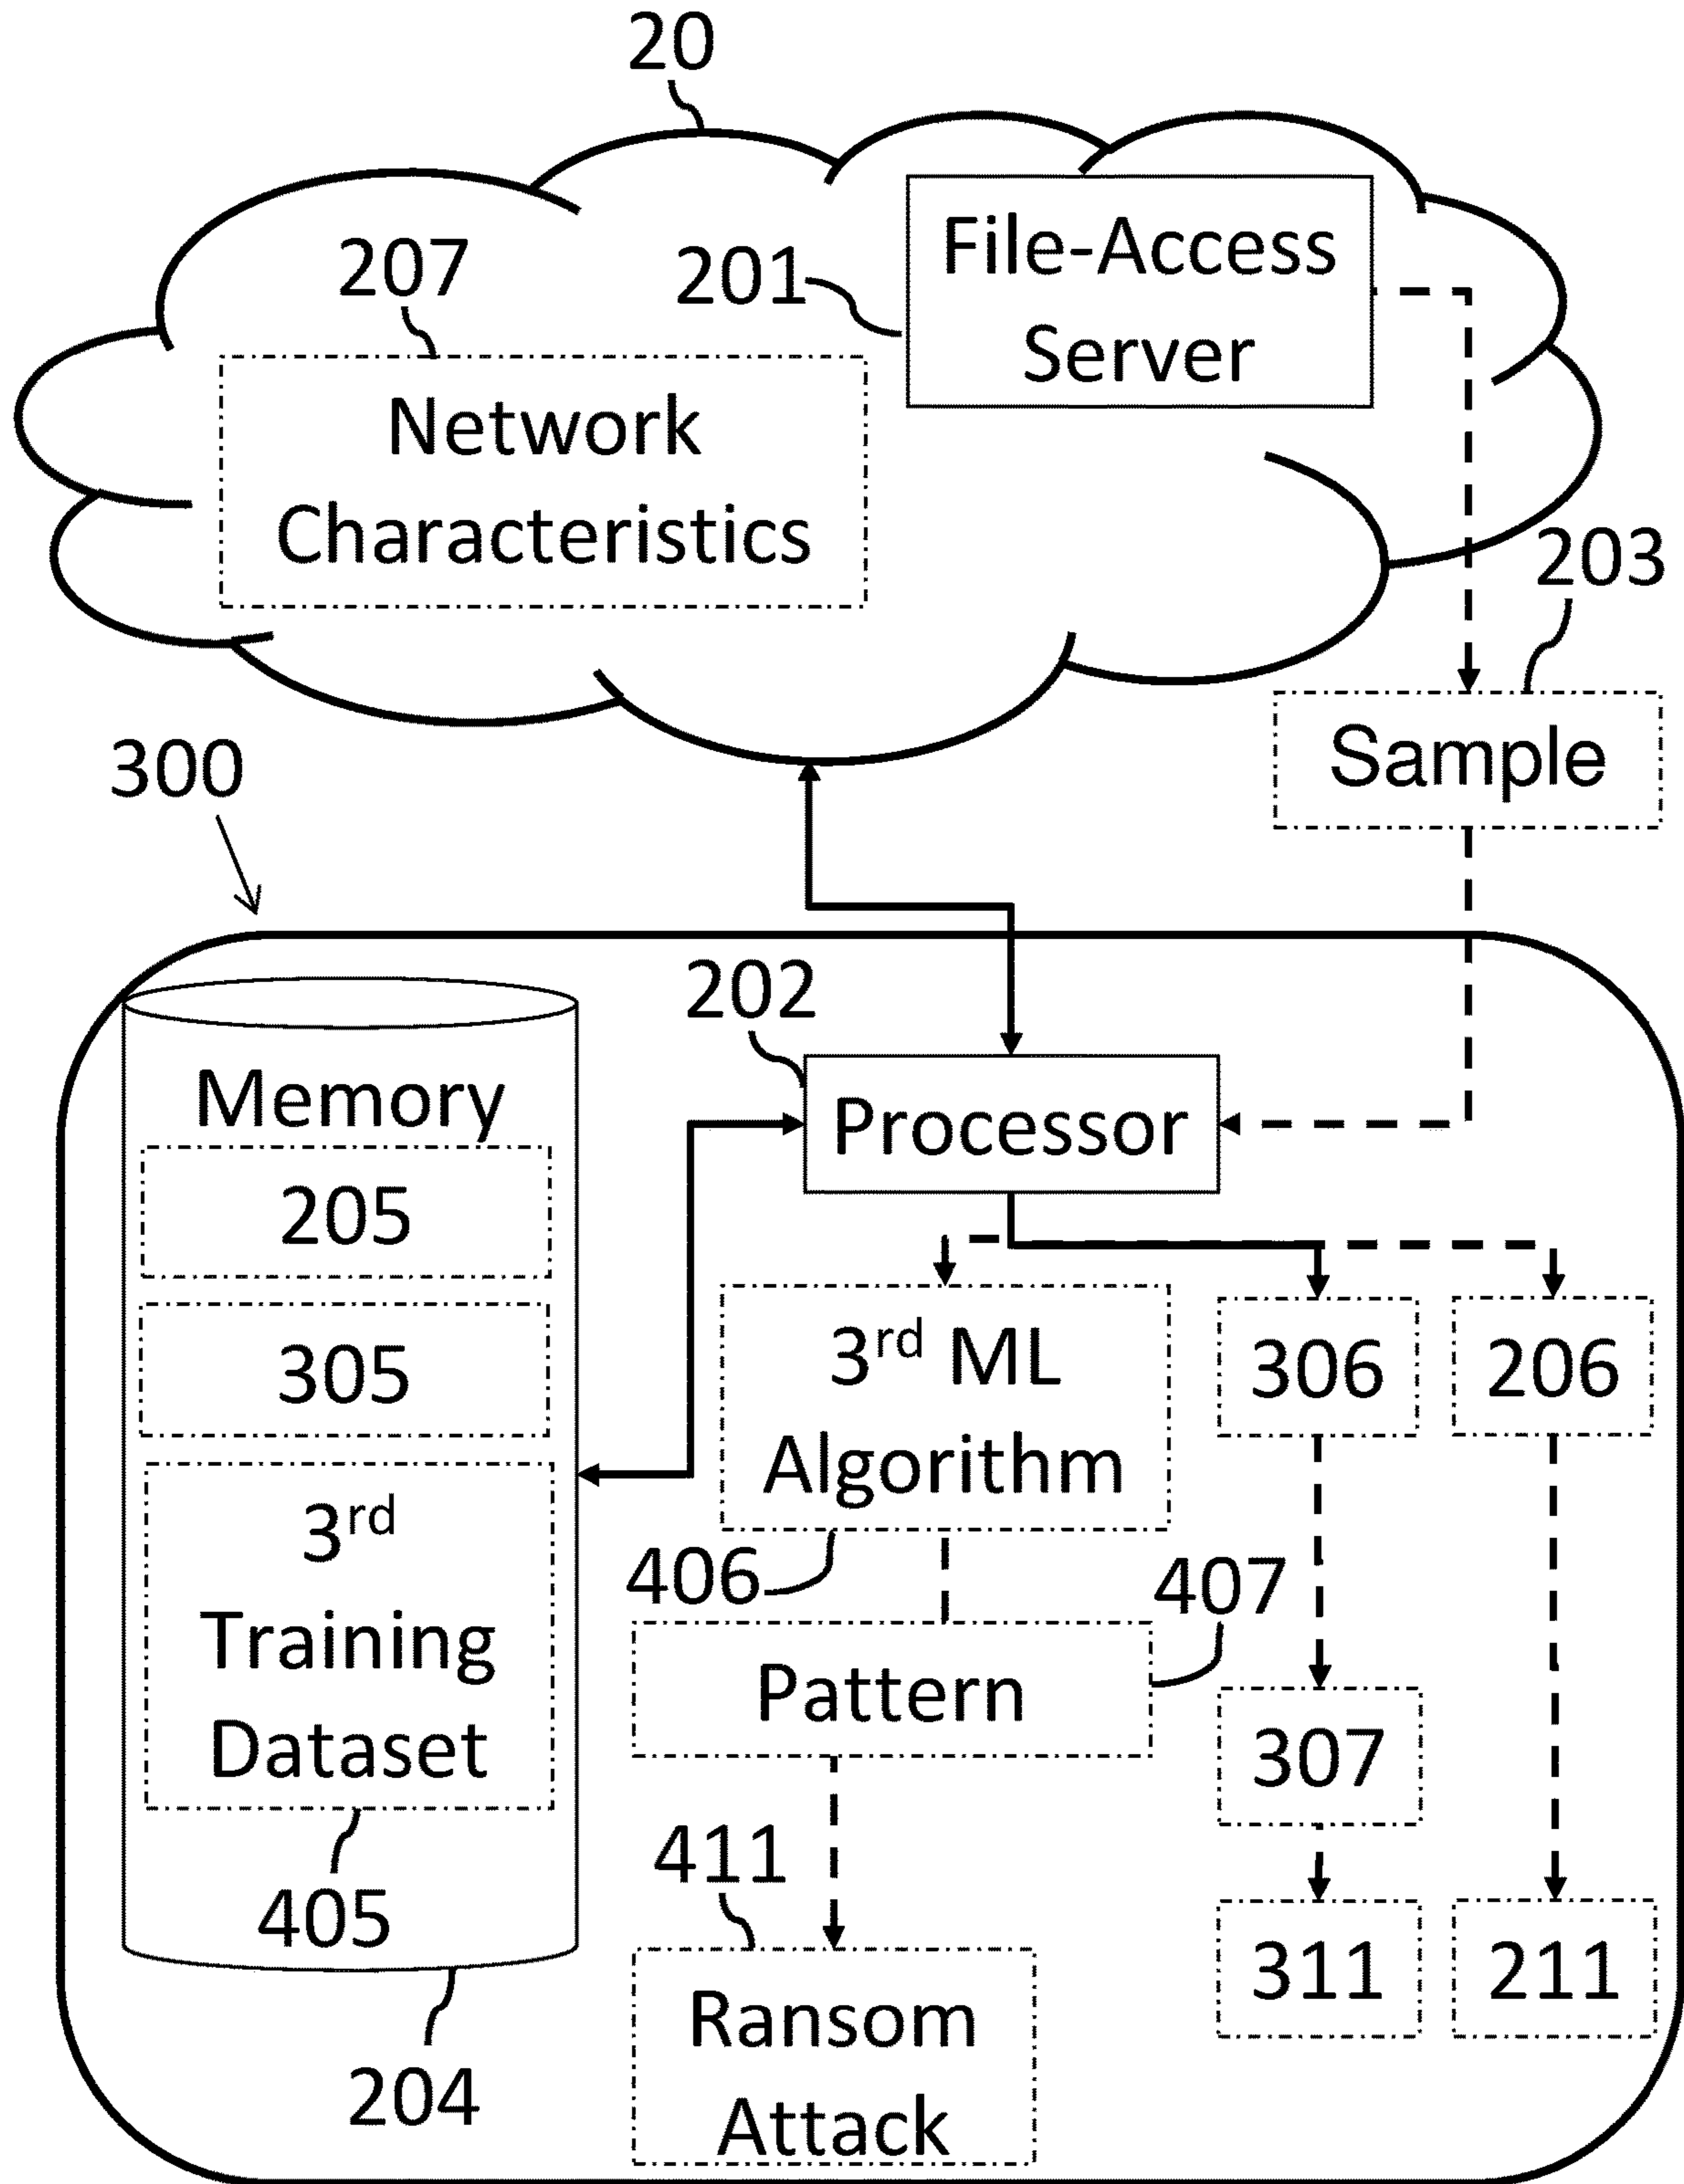 20
207
201
File-Access
Server
Network
Characteristics
203
Sample
300
202
Memory
Processor
205
305
3rd ML
Algorithm
306
206
3rd
Training
Dataset
406
407
Pattern
307
411
405
311
211
Ransom
Attack
204